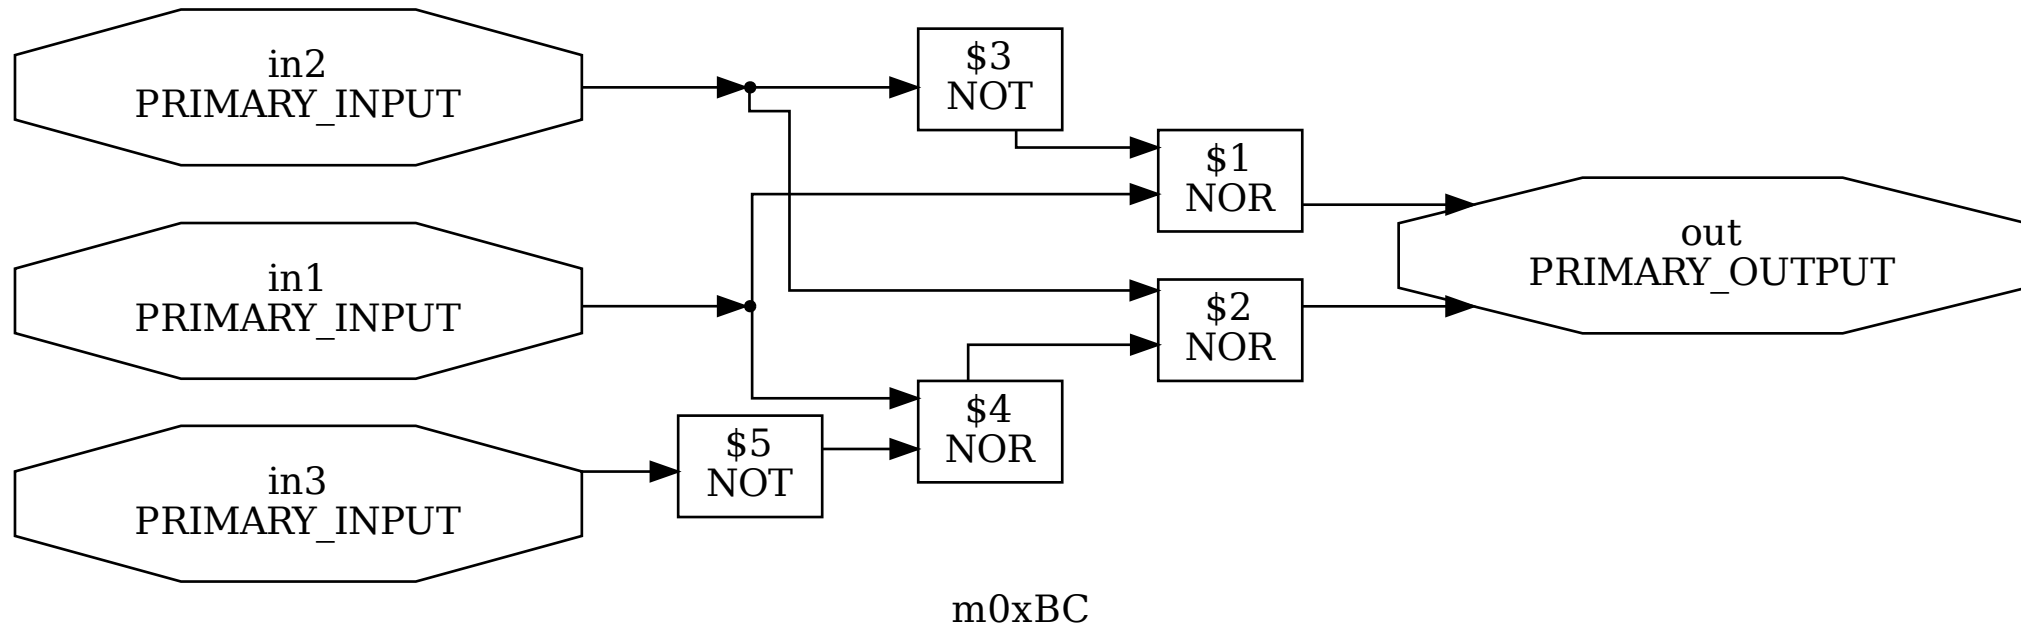 in2
PRIMARY_INPUT
$3
NOT
$1
NOR
in1
PRIMARY_INPUT
out
PRIMARY_OUTPUT
$2
NOR
$4
NOR
$5
NOT
in3
PRIMARY_INPUT
m0xBC